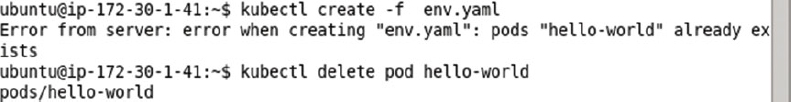 ubuntu@ip-172-30-1-41:~$ kubectl create -f  env.yaml
Error from server: error when creating "env.yaml": pods "hello-world" already ex
ists
ubuntu@ip-172-30-1-41:~$ kubectl delete pod hello-world
pods/hello-world